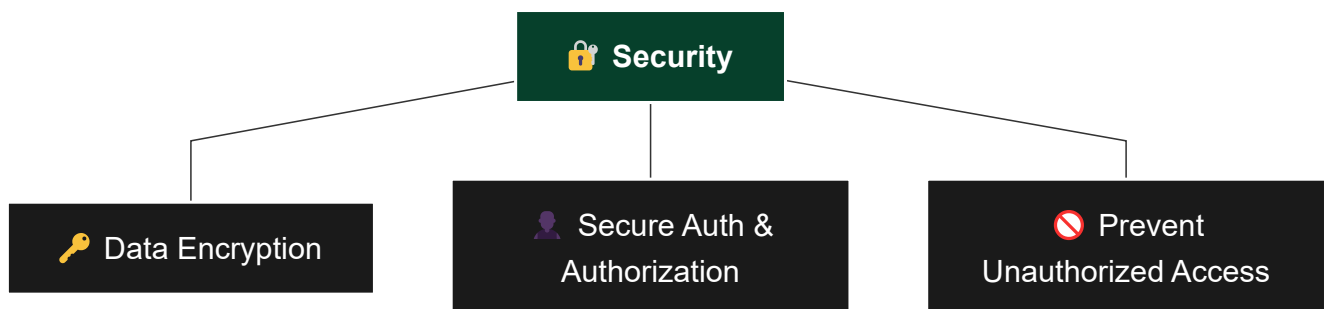 🔐 Security
🔑 Data Encryption
👤 Secure Auth &
Authorization
🚫 Prevent
Unauthorized Access